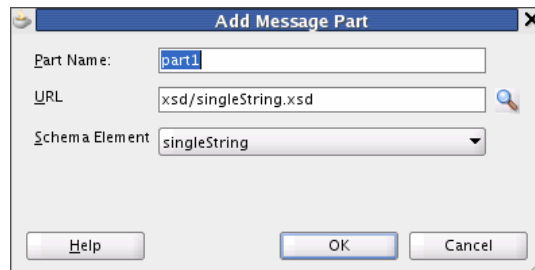 Add Message Part
Part Name: part1
URL xsd/singleString.xsd
Schema Element singleString
Help OK Cancel